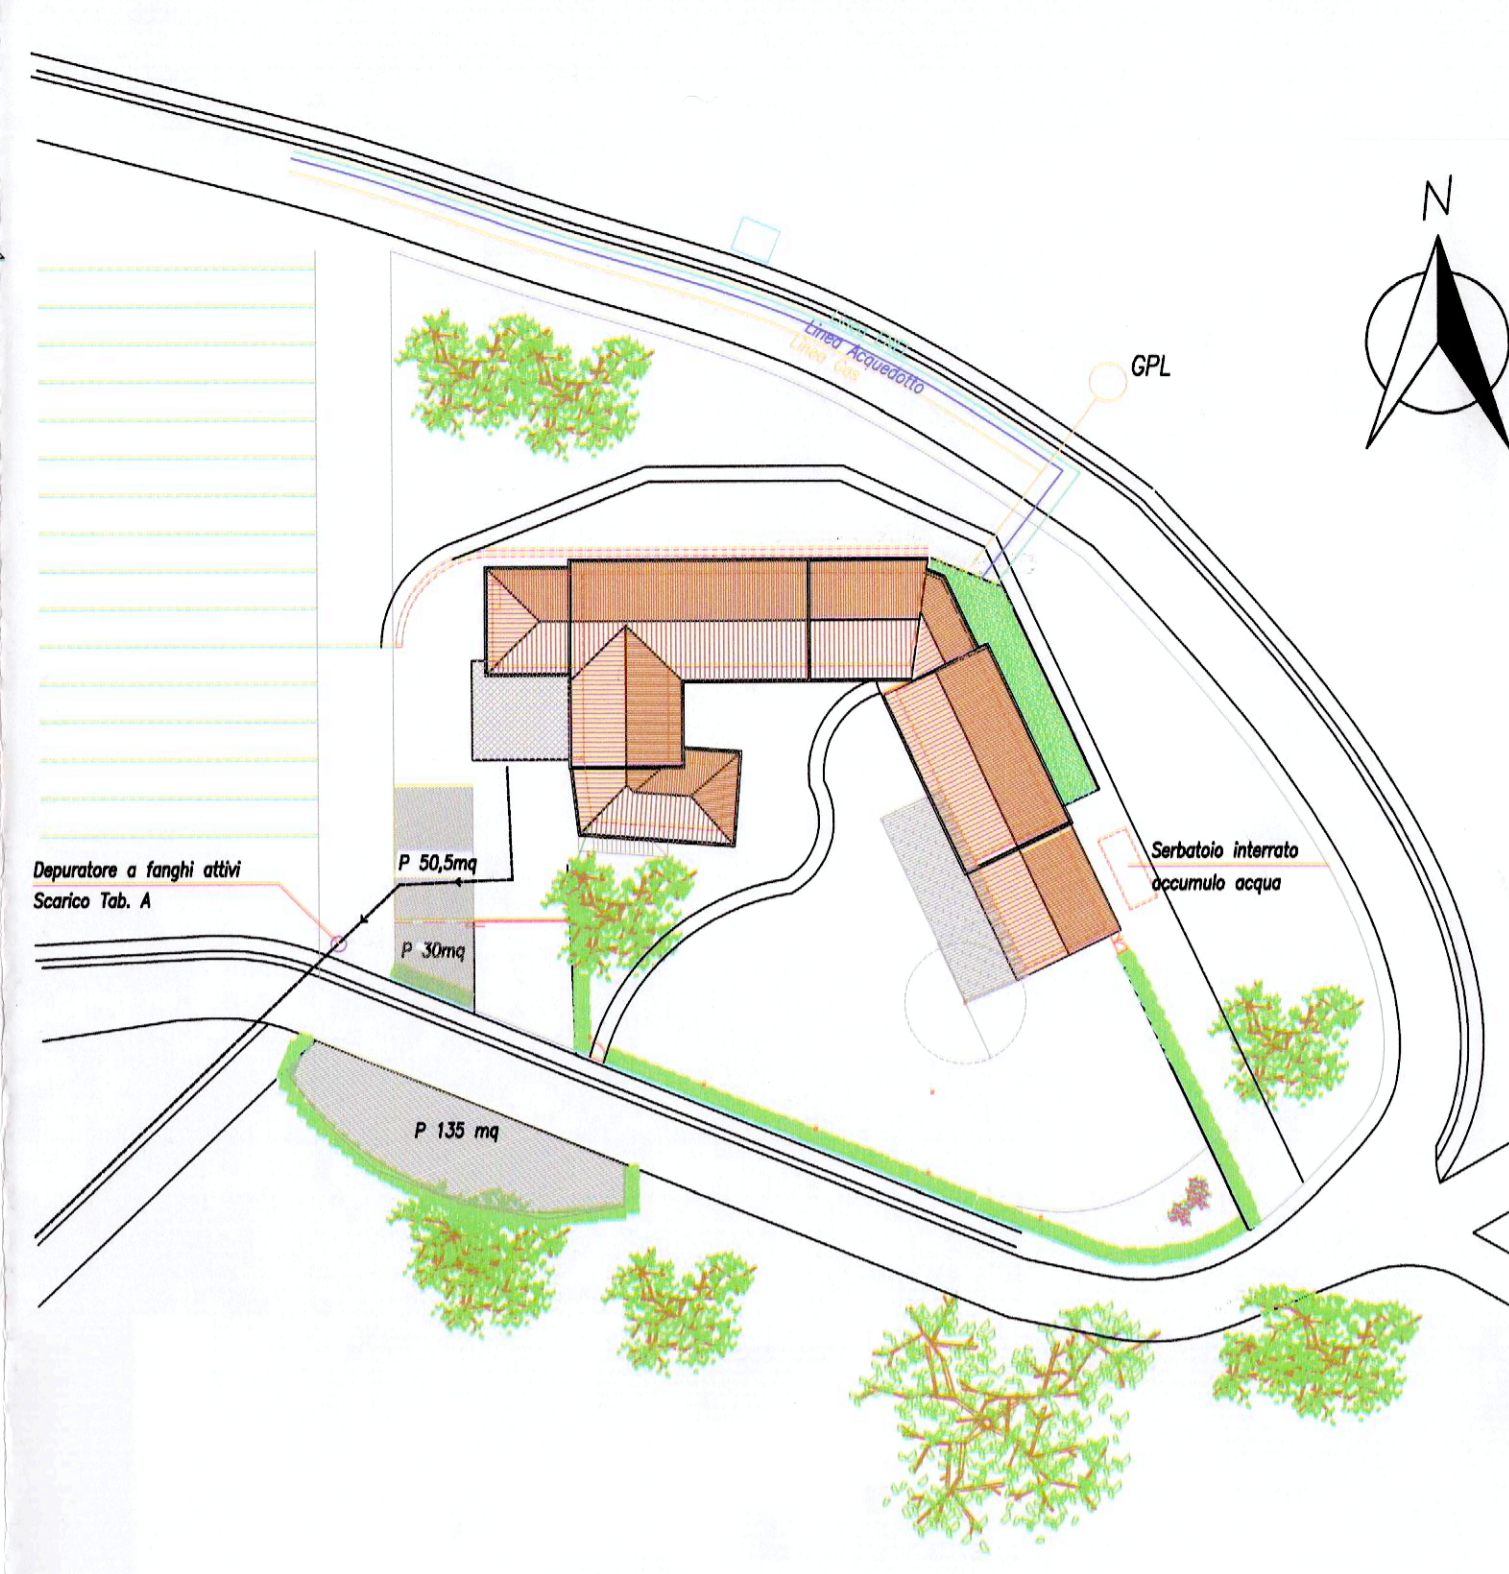 N
GPL
Linea Acquedotto
Linea Gas
Serbatoio interrato
accumulo acqua
Depuratore a fanghi attivi
Scarico Tab. A
P 50,5mq
P 30mq
P 135 mq